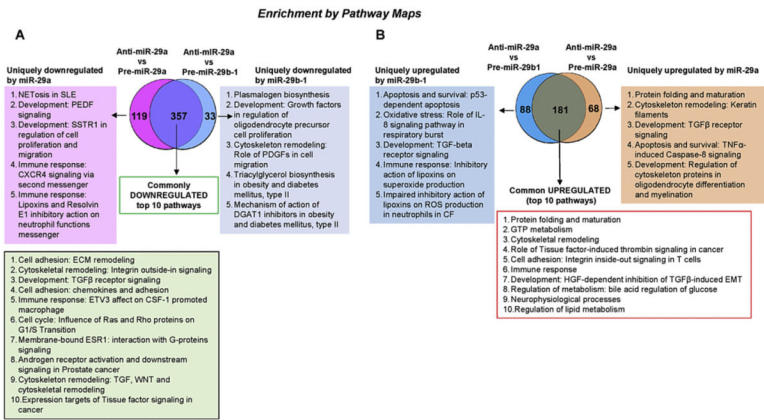 Enrichment by Pathway Maps
A
Anti-miR-29a
vs
Pre-miR-29a
Anti-miR-29a
vs
Pre-miR-29b-1
Uniquely downregulated
by miR-29a
Uniquely downregulated
by miR-29b-1
1. NETosis in SLE
2. Development: PEDF
signaling
3. Development: SSTR1 in
regulation of cell
proliferation and
migration
4. Immune response:
CXCR4 signaling via
second messenger
5. Immune response:
Lipoxins and Resolvin
E1 inhibitory action on
neutrophil functions
messenger
119
357
33
1. Plasmalogen biosynthesis
2. Development: Growth factors
in regulation of
oligodendrocyte precursor
cell proliferation
3. Cytoskeleton remodeling:
Role of PDGFs in cell
migration
4. Triacylglycerol biosynthesis
in obesity and diabetes
mellitus, type II
5. Mechanism of action of
DGAT1 inhibitors in obesity
and diabetes mellitus, type II
Commonly
DOWNREGULATED
top 10 pathways
1. Cell adhesion: ECM remodeling
2. Cytoskeletal remodeling: Integrin outside-in signaling
3. Development: TGFβ receptor signaling
4. Cell adhesion: chemokines and adhesion
5. Immune response: ETV3 affect on CSF-1 promoted
macrophage
6. Cell cycle: Influence of Ras and Rho proteins on
G1/S Transition
7. Membrane-bound ESR1: interaction with G-proteins
signaling
8. Androgen receptor activation and downstream
signaling in Prostate cancer
9. Cytoskeleton remodeling: TGF, WNT and
cytoskeletal remodeling
10. Expression targets of Tissue factor signaling in
cancer
B
Anti-miR-29a
vs
Pre-miR-29b1
Anti-miR-29a
vs
Pre-miR-29a
Uniquely upregulated
by miR-29b-1
Uniquely upregulated by miR-29a
1. Apoptosis and survival: p53-
dependent apoptosis
2. Oxidative stress: Role of IL-
8 signaling pathway in
respiratory burst
3. Development: TGF-beta
receptor signaling
4. Immune response: Inhibitory
action of lipoxins on
superoxide production
5. Impaired inhibitory action of
lipoxins on ROS production
in neutrophils in CF
88
181
68
1. Protein folding and maturation
2. Cytoskeletal remodeling: Keratin
filaments
3. Development: TGFβ receptor
signaling
4. Apoptosis and survival: TNFα-
induced Caspase-8 signaling
5. Development: Regulation of
cytoskeleton proteins in
oligodendrocyte differentiation
and myelination
Common UPREGULATED
(top 10 pathways)
1. Protein folding and maturation
2. GTP metabolism
3. Cytoskeletal remodeling
4. Role of Tissue factor-induced thrombin signaling in cancer
5. Cell adhesion: Integrin inside-out signaling in T cells
6. Immune response
7. Development: HGF-dependent inhibition of TGFβ-induced EMT
8. Regulation of metabolism: bile acid regulation of glucose
9. Neurophysiological processes
10. Regulation of lipid metabolism